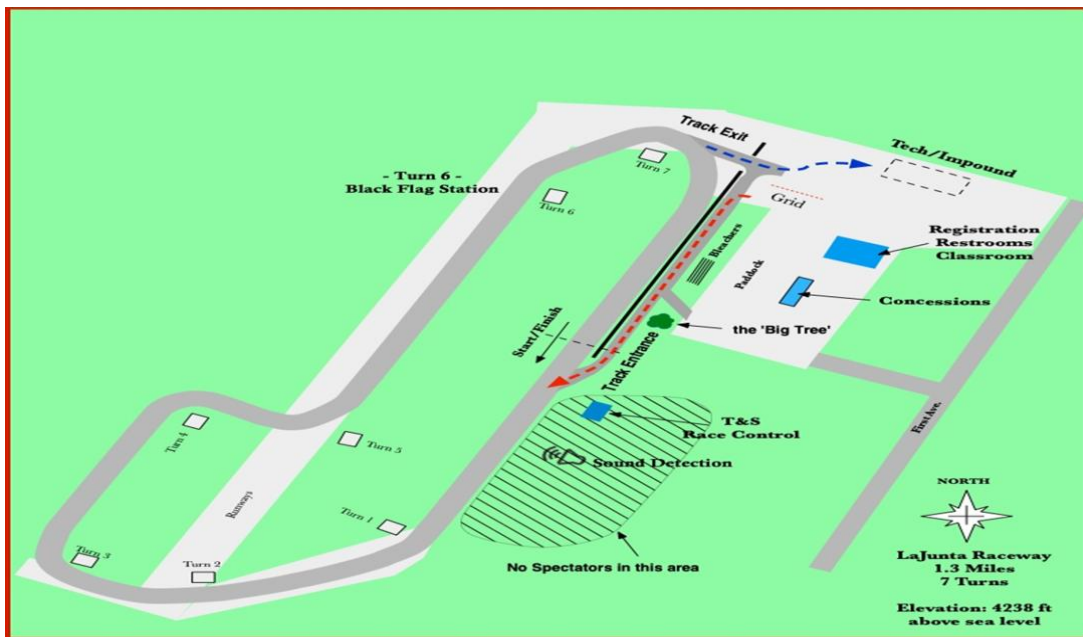 Track Exit
Tech/Impound
- Turn 6 -
Black Flag Station
Turn 7
Turn 6
Grid
Bleachers
Paddock
Registration
Restrooms
Classroom
Concessions
the 'Big Tree'
Start/Finish
Track Entrance
T&S
Race Control
Sound Detection
No Spectators in this area
First Ave.
Turn 4
Turn 5
Runways
Turn 1
Turn 3
Turn 2
NORTH
LaJunta Raceway
1.3 Miles
7 Turns
Elevation: 4238 ft
above sea level